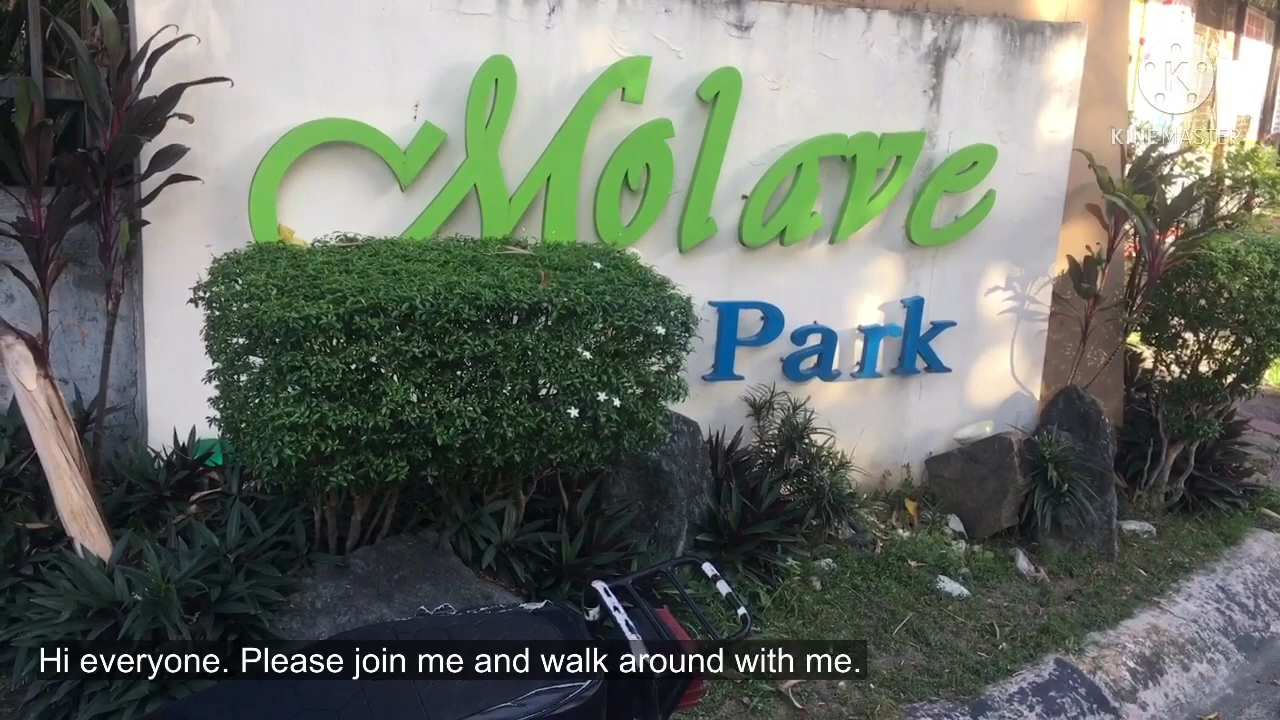 Molave
Park
K
KINEMASTER
Hi everyone. Please join me and walk around with me.